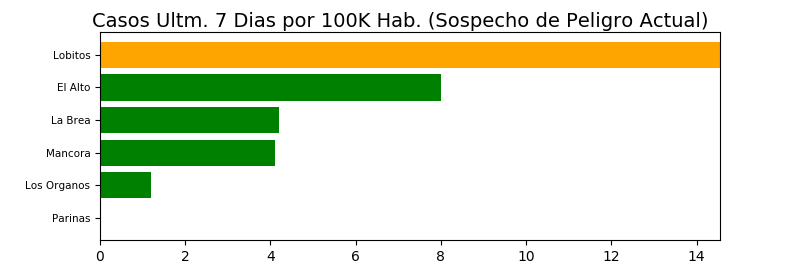 Casos Ultm. 7 Dias por 100K Hab. (Sospecho de Peligro Actual)
Lobitos
El Alto
La Brea
Mancora
Los Organos
Parinas
0 2 4 6 8 10 12 14